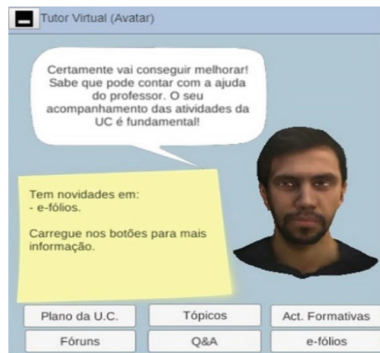 Tutor Virtual (Avatar)
Certamente vai conseguir melhorar!
Sabe que pode contar com a ajuda
do professor. O seu
acompanhamento das atividades da
UC é fundamental!
Tem novidades em:
- e-fólios.
Carregue nos botões para mais
informação.
Plano da U.C. Tópicos Act. Formativas
Fóruns Q&A e-fólios